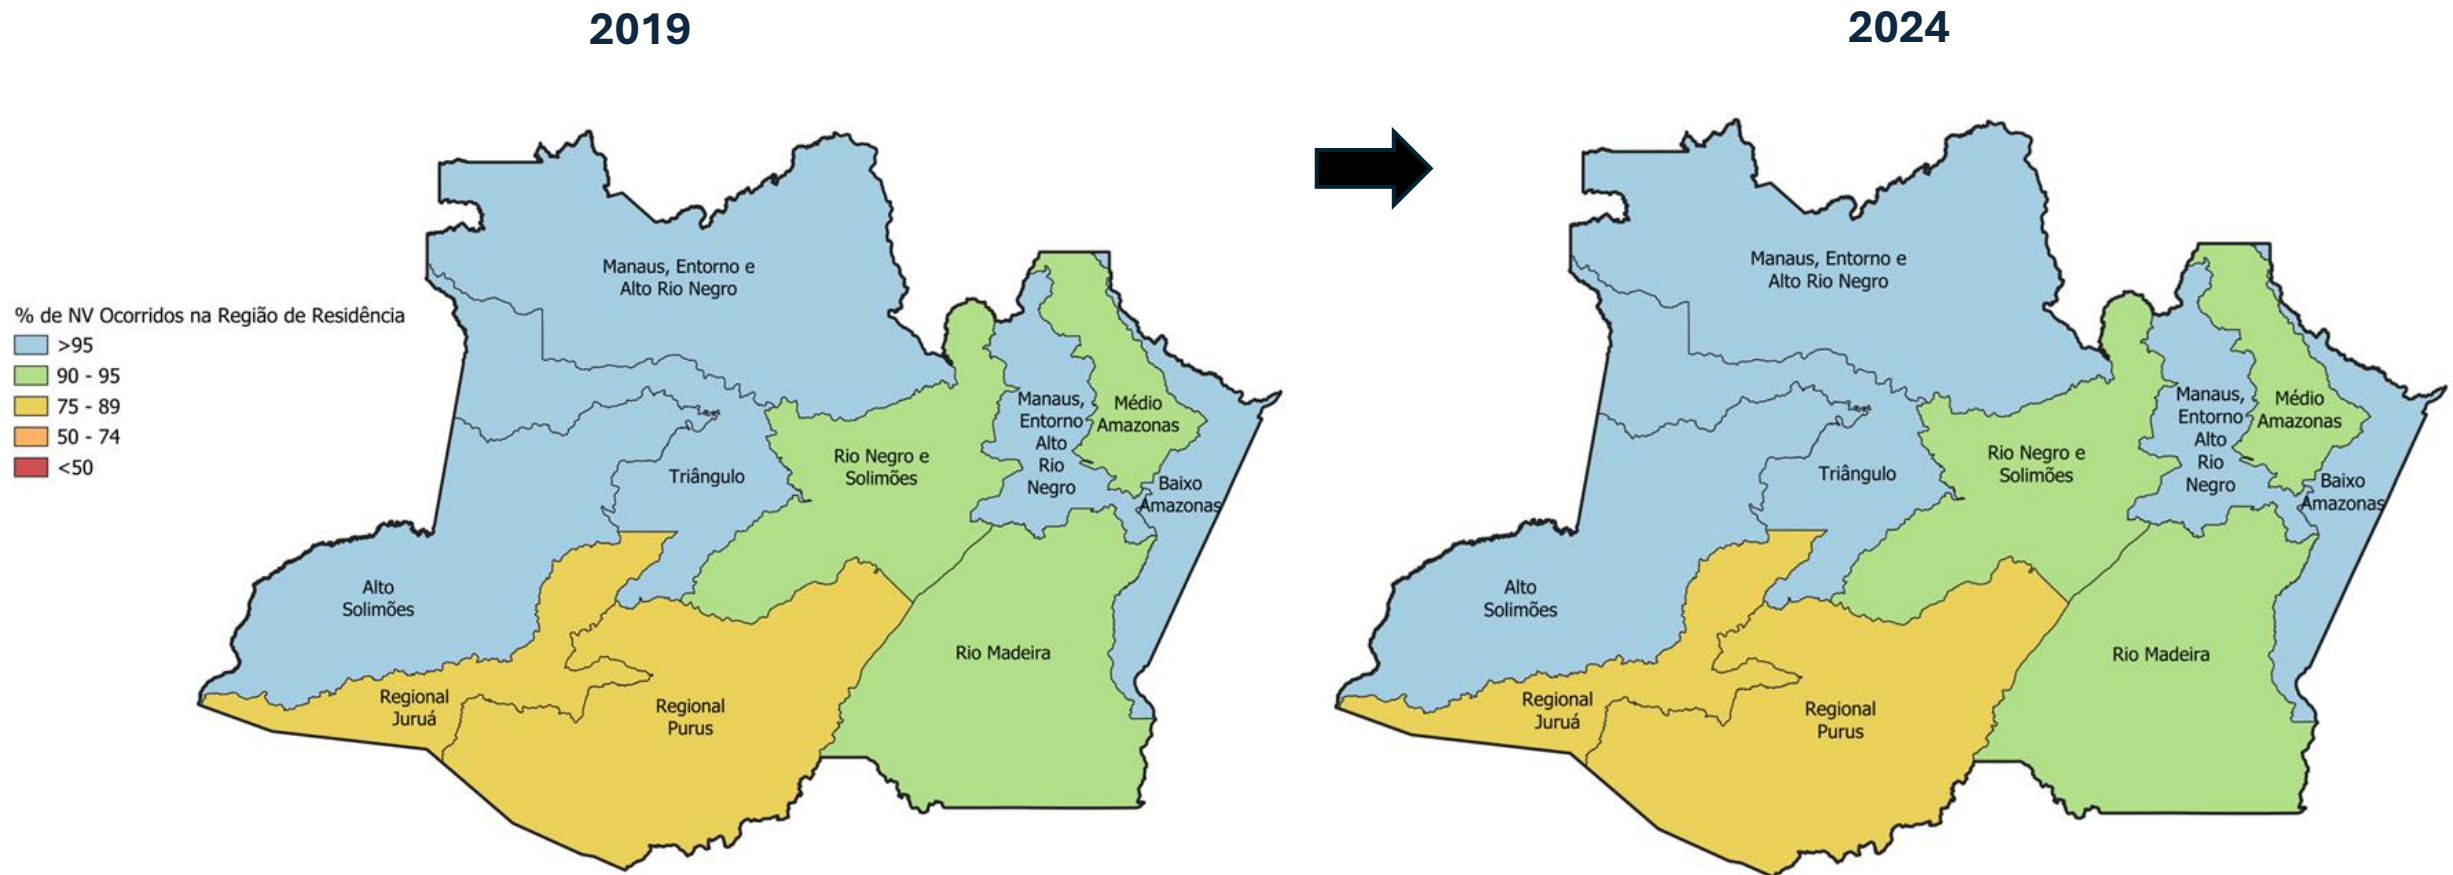 2019
2024
% de NV Ocorridos na Região de Residência
>95
90 - 95
75 - 89
50 - 74
<50
Manaus, Entorno e
Alto Rio Negro
Manaus,
Entorno
Alto
Rio
Negro
Médio
Amazonas
Rio Negro e
Solimões
Triângulo
Baixo
Amazonas
Alto
Solimões
Rio Madeira
Regional
Juruá
Regional
Purus
Manaus, Entorno e
Alto Rio Negro
Manaus,
Entorno
Alto
Rio
Negro
Médio
Amazonas
Rio Negro e
Solimões
Triângulo
Baixo
Amazonas
Alto
Solimões
Rio Madeira
Regional
Juruá
Regional
Purus